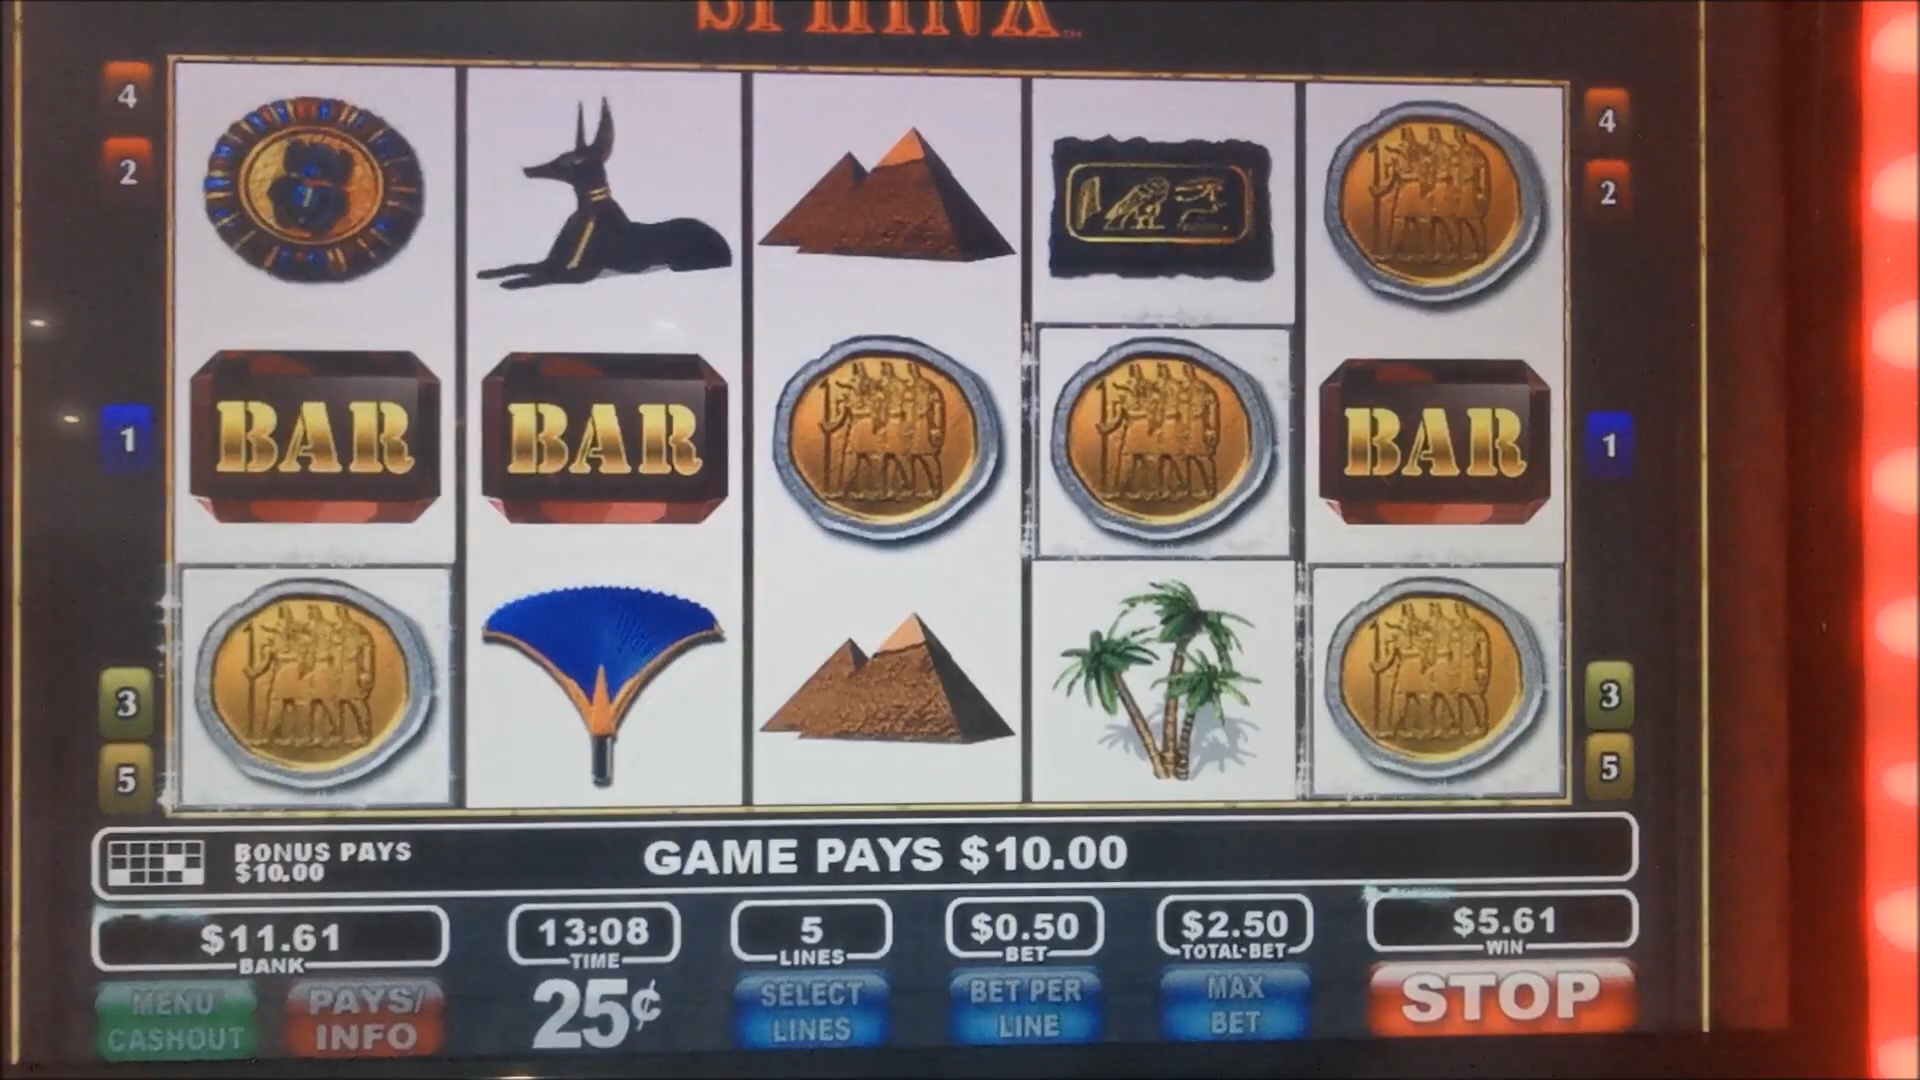 SPHINX™
4
4
2
2
BAR
BAR
BAR
1
1
3
3
5
5
BONUS PAYS
$10.00
GAME PAYS $10.00
$11.61
BANK
13:08
TIME
5
LINES
$0.50
BET
$2.50
TOTAL-BET
$5.61
WIN
MENU
CASHOUT
PAYS/
INFO
25¢
SELECT
LINES
BET PER
LINE
MAX
BET
STOP